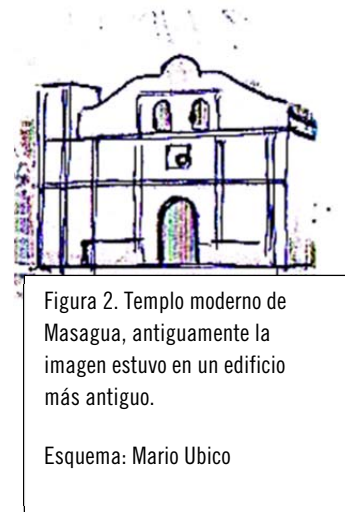 Figura 2. Templo moderno de
Masagua, antiguamente la
imagen estuvo en un edificio
más antiguo.
Esquema: Mario Ubico